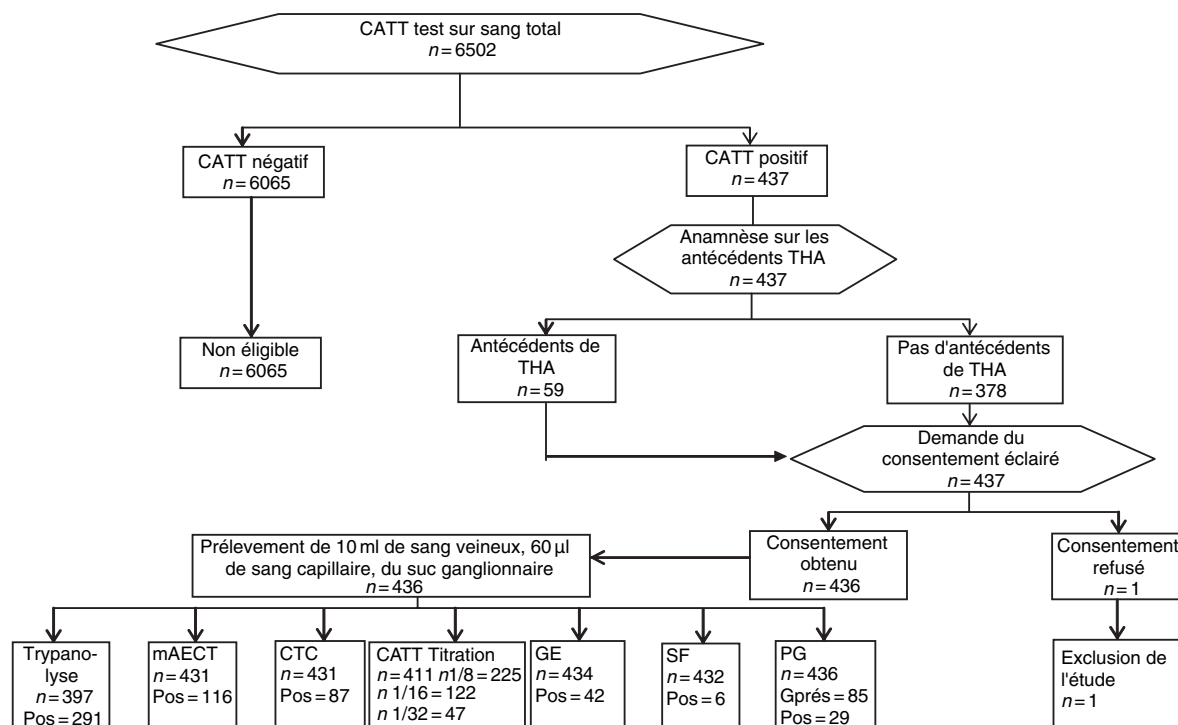 CATT test sur sang total
n=6502
CATT négatif
n=6065
CATT positif
n=437
Anamnèse sur les
antécédents THA
n=437
Non éligible
n=6065
Antécédents de
THA
n=59
Pas d'antécédents
de THA
n=378
Demande du
consentement éclairé
n=437
Prélevement de 10 ml de sang veineux, 60 µl
de sang capillaire, du suc ganglionnaire
n=436
Consentement
obtenu
n=436
Consentement
refusé
n=1
Trypano-
lyse
n=397
Pos=291
mAECT
n=431
Pos=116
CTC
n=431
Pos=87
CATT Titration
n=411 n1/8=225
n 1/16=122
n 1/32=47
GE
n=434
Pos=42
SF
n=432
Pos=6
PG
n=436
Gprés=85
Pos=29
Exclusion de
l'étude
n=1